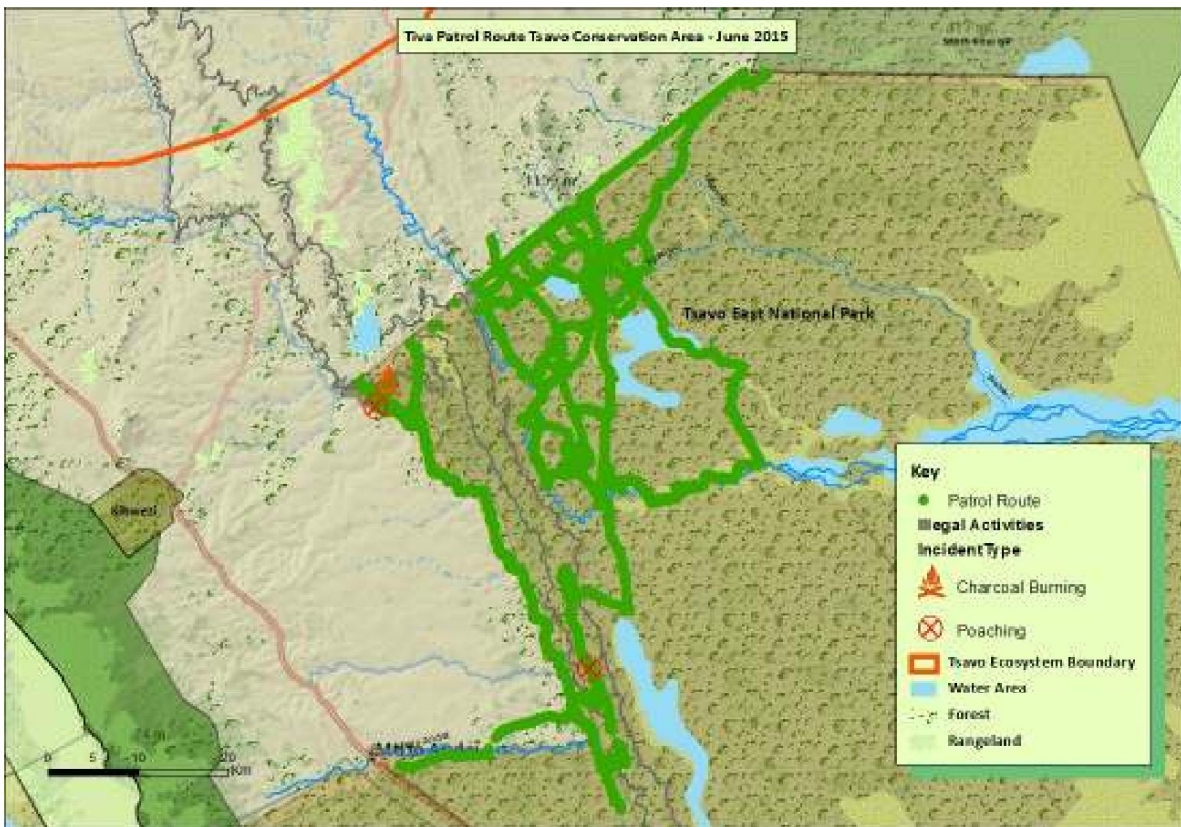 Tiva Patrol Route Tsavo Conservation Area - June 2015
Tsavo East National Park
Kibwezi
Key
Patrol Route
Illegal Activities
IncidentType
Charcoal Burning
Poaching
Tsavo Ecosystem Boundary
Water Area
Forest
Rangeland
0 5 10 20
Km